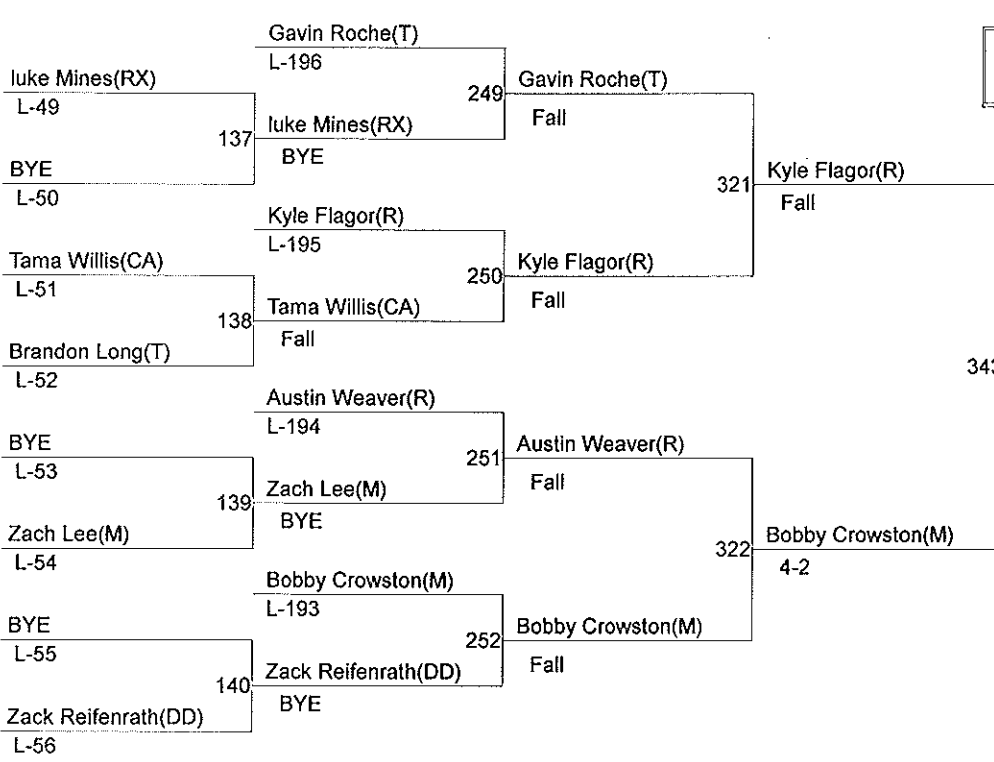 Gavin Roche(T)
L-196
luke Mines(RX)
L-49
249
Gavin Roche(T)
Fall
137
luke Mines(RX)
BYE
BYE
L-50
321
Kyle Flagor(R)
Fall
Kyle Flagor(R)
L-195
Tama Willis(CA)
L-51
250
Kyle Flagor(R)
Fall
138
Tama Willis(CA)
Fall
Brandon Long(T)
L-52
343
Austin Weaver(R)
L-194
BYE
L-53
251
Austin Weaver(R)
Fall
139
Zach Lee(M)
BYE
Zach Lee(M)
L-54
322
Bobby Crowston(M)
4-2
Bobby Crowston(M)
L-193
BYE
L-55
252
Bobby Crowston(M)
Fall
140
Zack Reifenrath(DD)
BYE
Zack Reifenrath(DD)
L-56